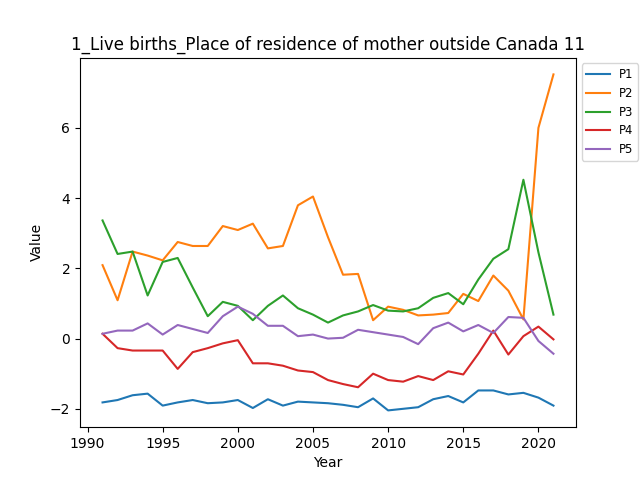 1_Live births_Place of residence of mother outside Canada 11
P1
P2
P3
P4
P5
Value
6
4
2
0
−2
1990 1995 2000 2005 2010 2015 2020
Year